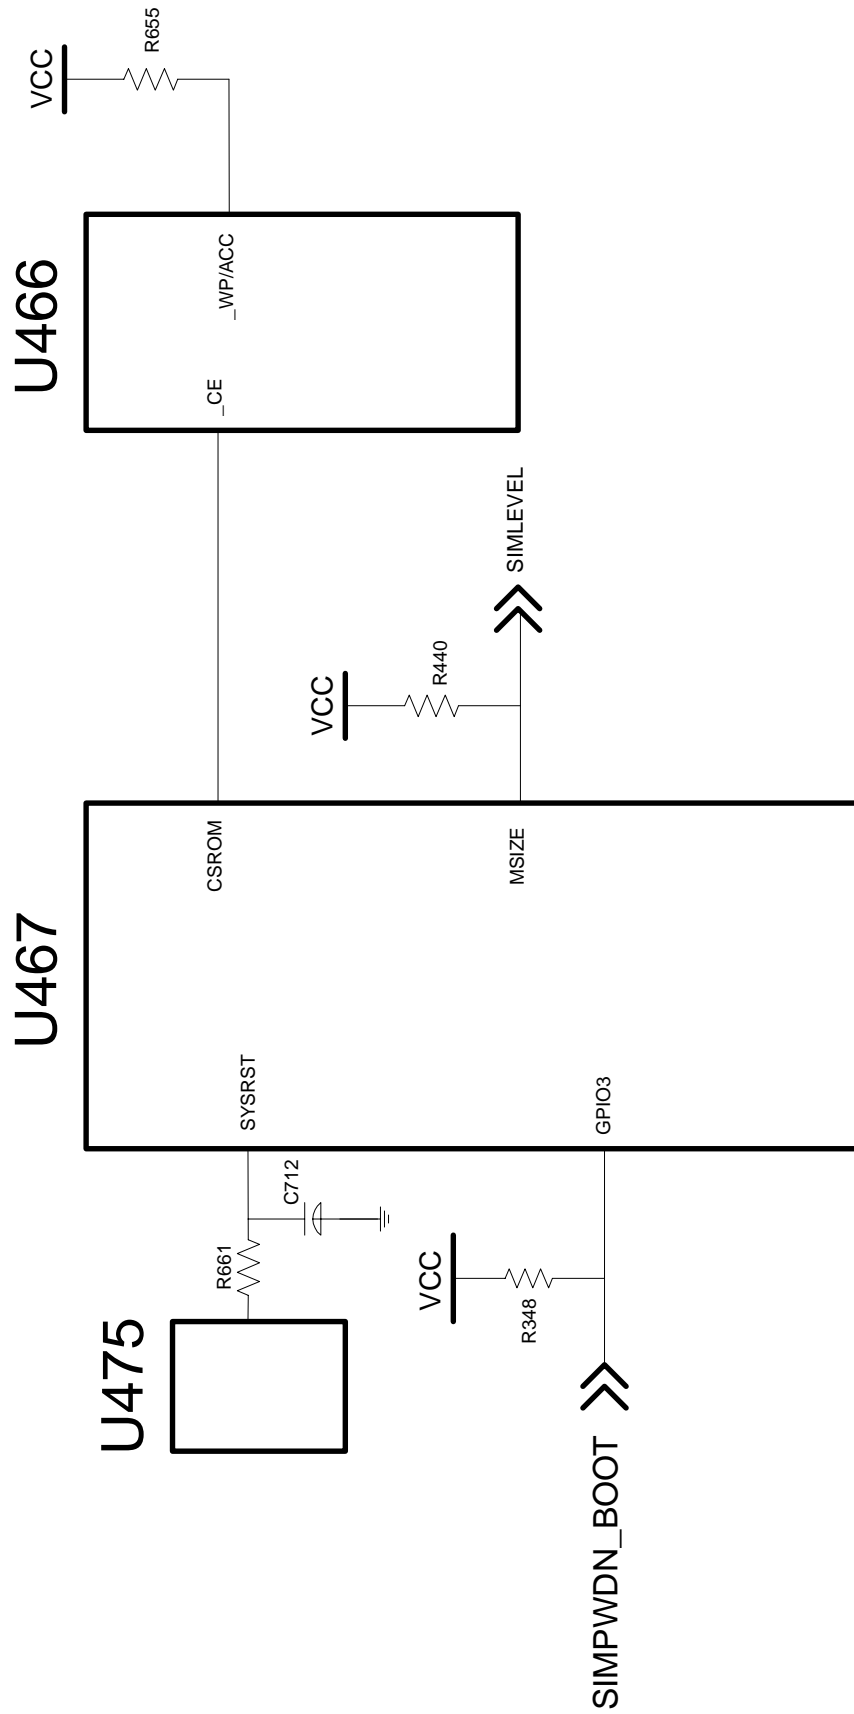 U475
U467
U466
VCC
R655
R661
C712
SYSRST
CSROM
_CE
_WP/ACC
VCC
R440
VCC
R348
SIMPWDN_BOOT
GPIO3
MSIZE
SIMLEVEL